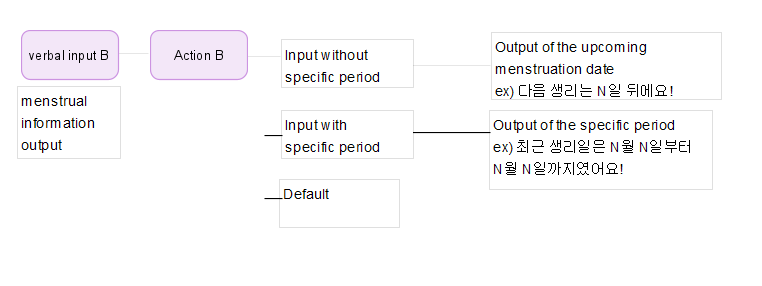 verbal input B
Action B
menstrual
information
output
Input without
specific period
Output of the upcoming
menstruation date
ex) 다음 생리는 N일 뒤에요!
Input with
specific period
Output of the specific period
ex) 최근 생리일은 N월 N일부터
N월 N일까지였어요!
Default